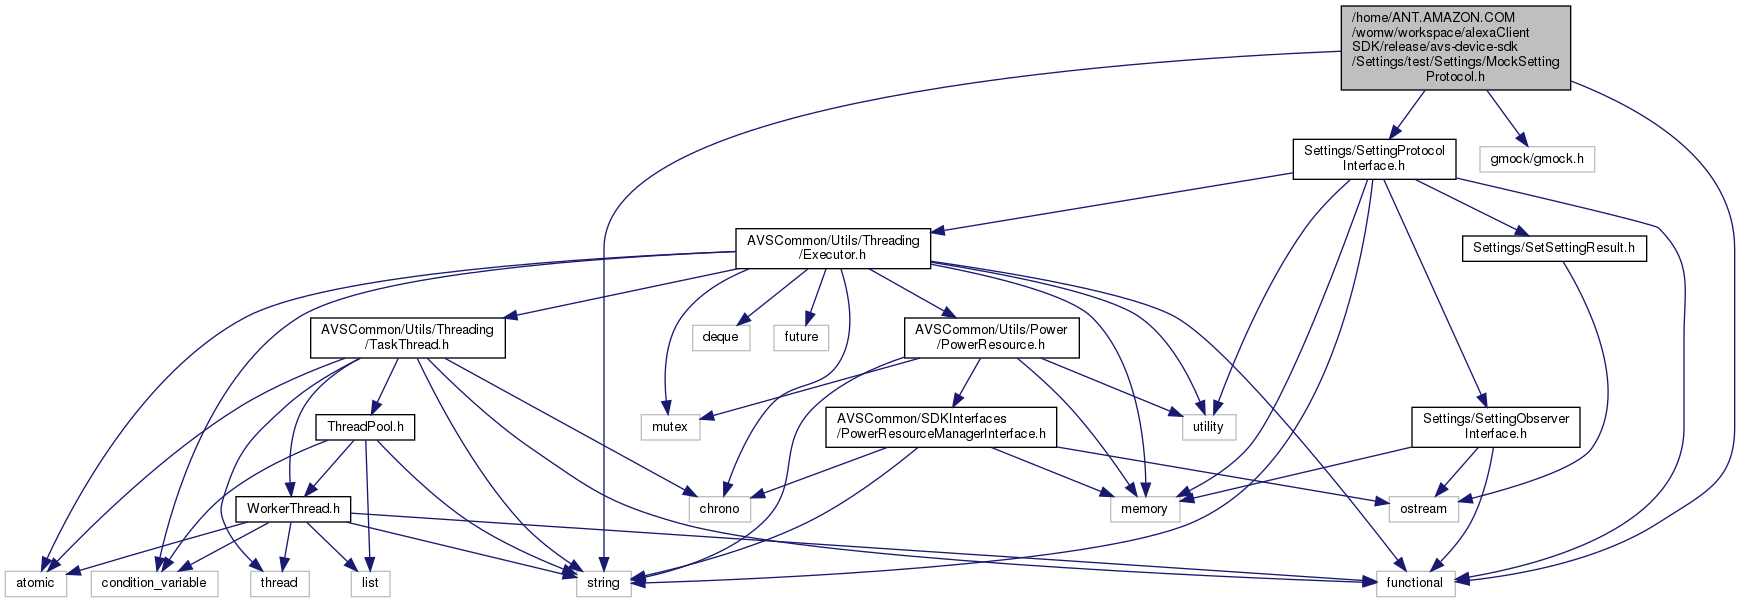 /home/ANT.AMAZON.COM
/womw/workspace/alexaClient
SDK/release/avs-device-sdk
/Settings/test/Settings/MockSetting
Protocol.h
Settings/SettingProtocol
Interface.h
gmock/gmock.h
AVSCommon/Utils/Threading
/Executor.h
Settings/SetSettingResult.h
AVSCommon/Utils/Threading
/TaskThread.h
deque
future
AVSCommon/Utils/Power
/PowerResource.h
ThreadPool.h
mutex
AVSCommon/SDKInterfaces
/PowerResourceManagerInterface.h
utility
Settings/SettingObserver
Interface.h
WorkerThread.h
chrono
memory
ostream
atomic
condition_variable
thread
list
string
functional